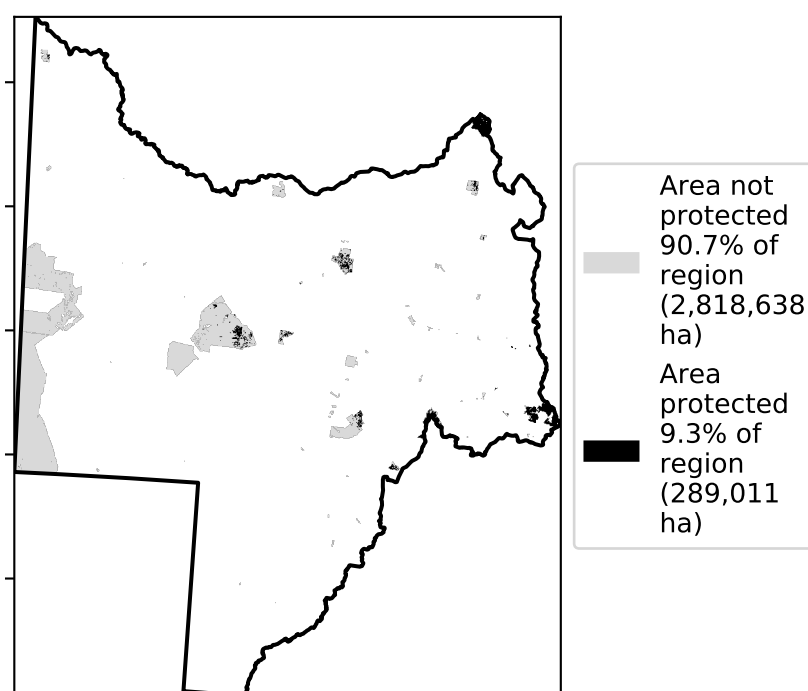 Area not
protected
90.7% of
region
(2,818,638
ha)
Area
protected
9.3% of
region
(289,011
ha)